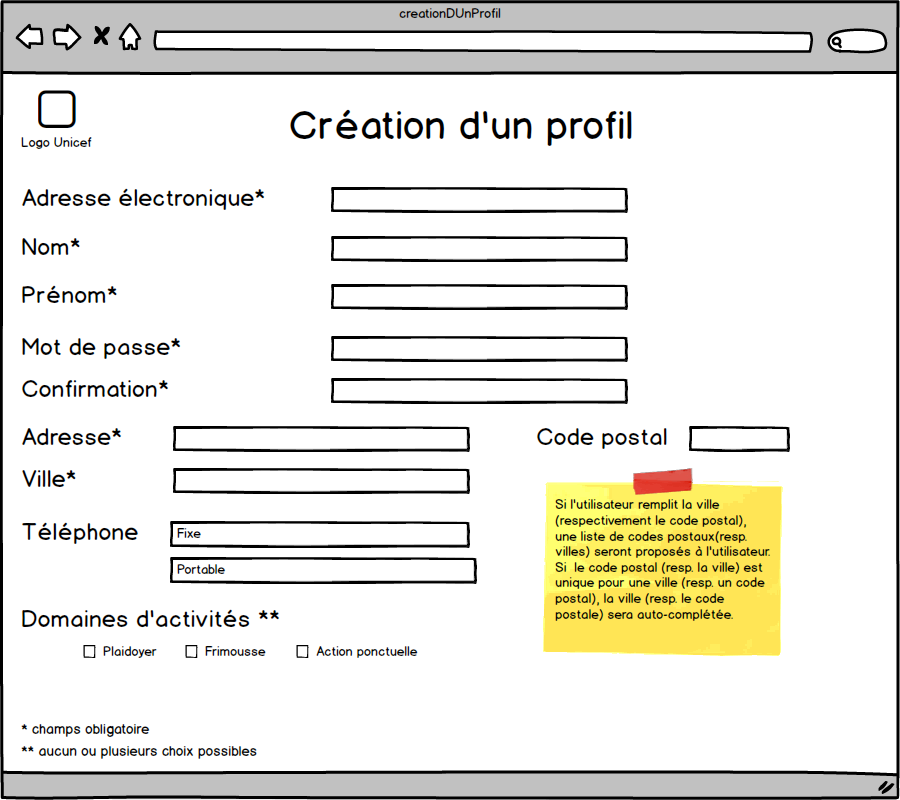 creationDUnProfil
Logo Unicef
Création d'un profil
Adresse électronique*
Nom*
Prénom*
Mot de passe*
Confirmation*
Adresse*
Code postal
Ville*
Téléphone
Fixe
Portable
Si l'utilisateur remplit la ville
(respectivement le code postal),
une liste de codes postaux(resp.
villes) seront proposés à l'utilisateur.
Si le code postal (resp. la ville) est
unique pour une ville (resp. un code
postal), la ville (resp. le code
postale) sera auto-complétée.
Domaines d'activités **
Plaidoyer
Frimousse
Action ponctuelle
* champs obligatoire
** aucun ou plusieurs choix possibles